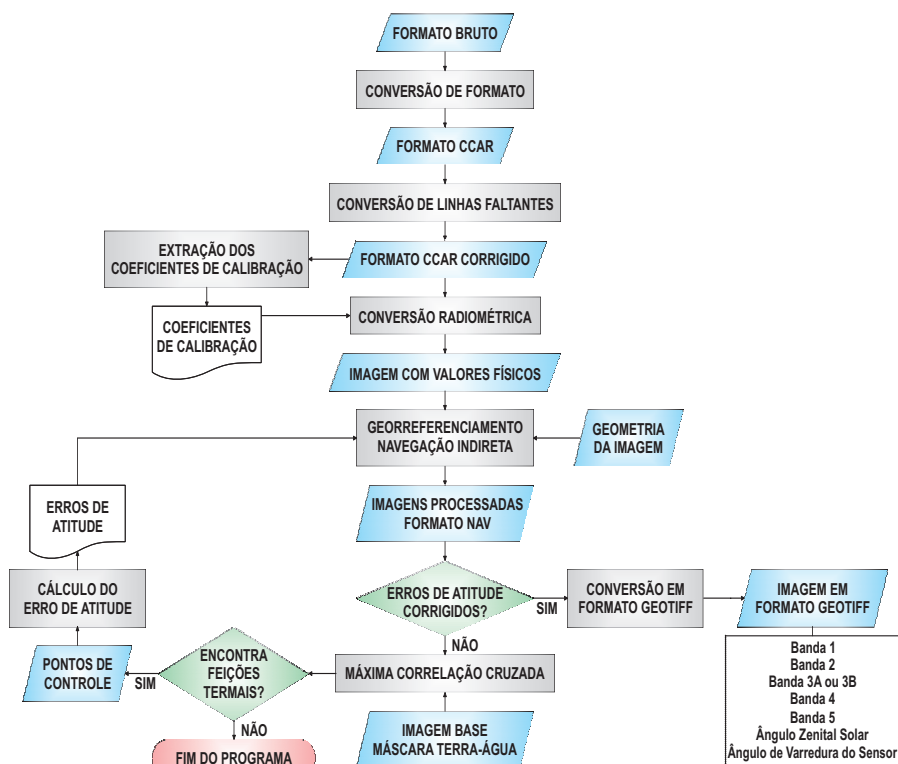 FORMATO BRUTO
CONVERSÃO DE FORMATO
FORMATO CCAR
CONVERSÃO DE LINHAS FALTANTES
EXTRAÇÃO DOS
COEFICIENTES DE CALIBRAÇÃO
FORMATO CCAR CORRIGIDO
COEFICIENTES
DE CALIBRAÇÃO
CONVERSÃO RADIOMÉTRICA
IMAGEM COM VALORES FÍSICOS
GEORREFERENCIAMENTO
NAVEGAÇÃO INDIRETA
GEOMETRIA
DA IMAGEM
ERROS DE
ATITUDE
IMAGENS PROCESSADAS
FORMATO NAV
CÁLCULO DO
ERRO DE ATITUDE
ERROS DE ATITUDE
CORRIGIDOS?
SIM
CONVERSÃO EM
FORMATO GEOTIFF
IMAGEM EM
FORMATO GEOTIFF
NÃO
PONTOS DE
CONTROLE
SIM
ENCONTRA
FEIÇÕES
TERMAIS?
MÁXIMA CORRELAÇÃO CRUZADA
NÃO
FIM DO PROGRAMA
IMAGEM BASE
MÁSCARA TERRA-ÁGUA
Banda 1
Banda 2
Banda 3A ou 3B
Banda 4
Banda 5
Ângulo Zenital Solar
Ângulo de Varredura do Sensor